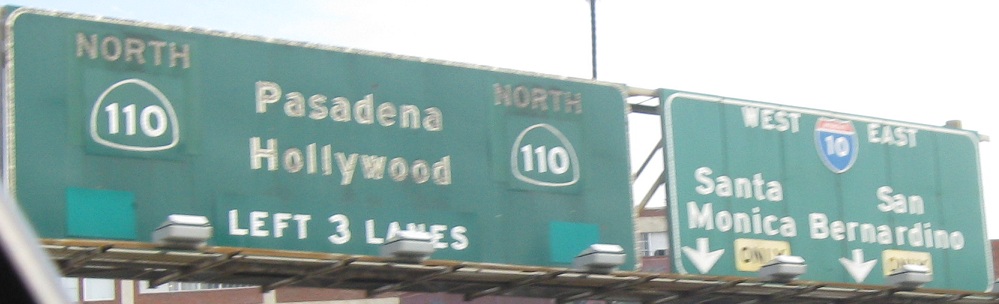 NORTH NORTH
110 Pasadena 110
Hollywood
LEFT 3 LANES
WEST 10 EAST
Santa San
Monica Bernardino
ONLY ONLY